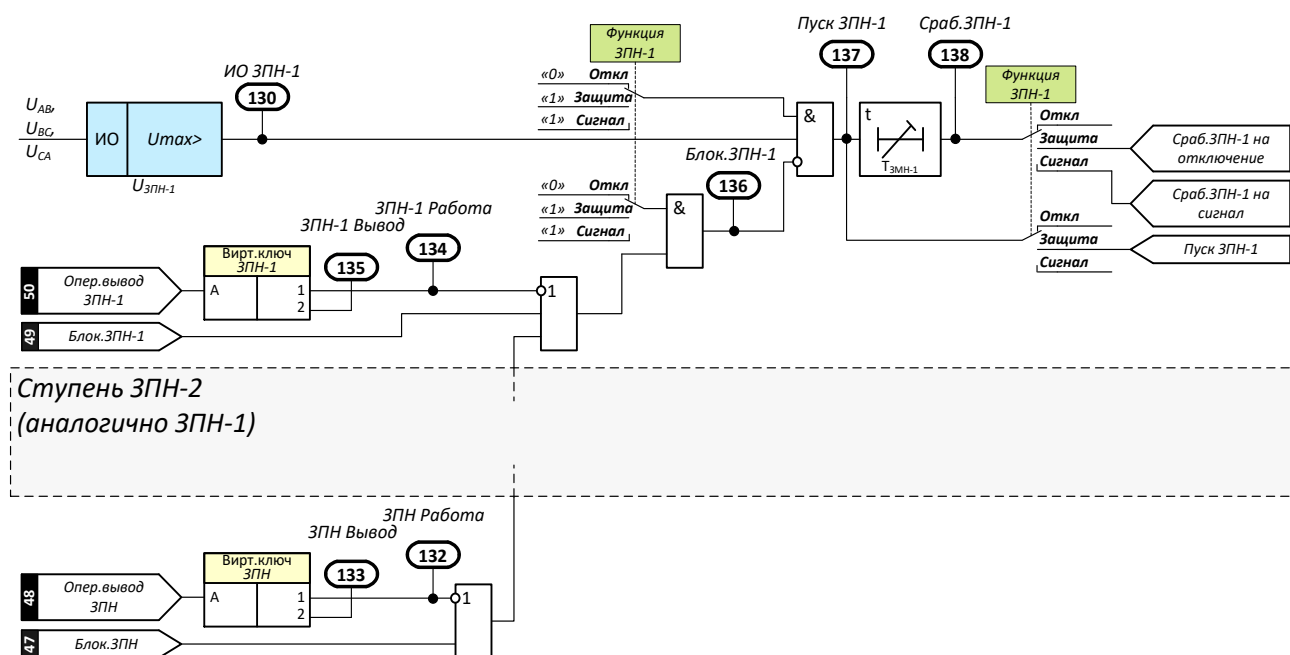 Пуск ЗПН-1
Сраб.ЗПН-1
137
138
Функция
ЗПН-1
Функция
ЗПН-1
ИО ЗПН-1
130
«0» Откл
«1» Защита
«1» Сигнал
U_AB,
U_BC,
U_CA
ИО
Umax>
U_ЗПН-1
&
t
T_ЗМН-1
Откл
Защита
Сигнал
Сраб.ЗПН-1 на
отключение
Сраб.ЗПН-1 на
сигнал
Блок.ЗПН-1
136
«0» Откл
«1» Защита
«1» Сигнал
&
Откл
Защита
Сигнал
Пуск ЗПН-1
ЗПН-1 Работа
ЗПН-1 Вывод
134
135
50
Опер.вывод
ЗПН-1
Вирт.ключ
ЗПН-1
A
1
2
1
49
Блок.ЗПН-1
Ступень ЗПН-2
(аналогично ЗПН-1)
ЗПН Работа
ЗПН Вывод
132
133
48
Опер.вывод
ЗПН
Вирт.ключ
ЗПН
A
1
2
1
47
Блок.ЗПН